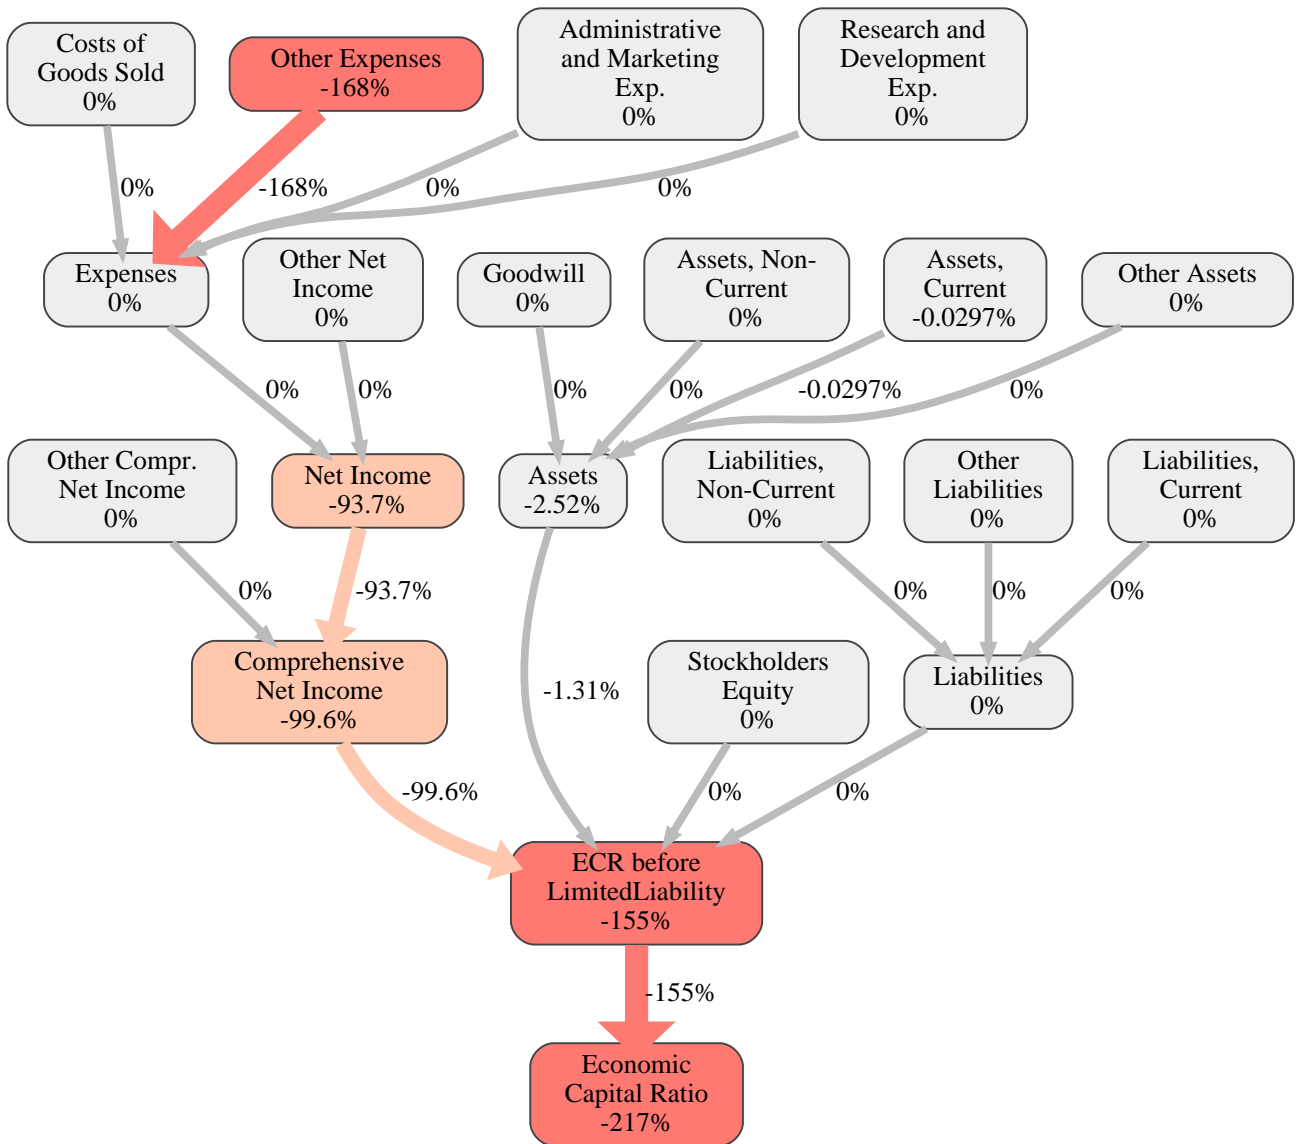 Costs of
Goods Sold
0%
Other Expenses
-168%
Administrative
and Marketing
Exp.
0%
Research and
Development
Exp.
0%
0%
-168%
0%
0%
Expenses
0%
Other Net
Income
0%
Goodwill
0%
Assets, Non-
Current
0%
Assets,
Current
-0.0297%
Other Assets
0%
0%
0%
0%
0%
-0.0297%
0%
Other Compr.
Net Income
0%
Net Income
-93.7%
Assets
-2.52%
Liabilities,
Non-Current
0%
Other
Liabilities
0%
Liabilities,
Current
0%
0%
-93.7%
0%
0%
0%
Comprehensive
Net Income
-99.6%
-1.31%
Stockholders
Equity
0%
Liabilities
0%
-99.6%
0%
0%
ECR before
LimitedLiability
-155%
-155%
Economic
Capital Ratio
-217%